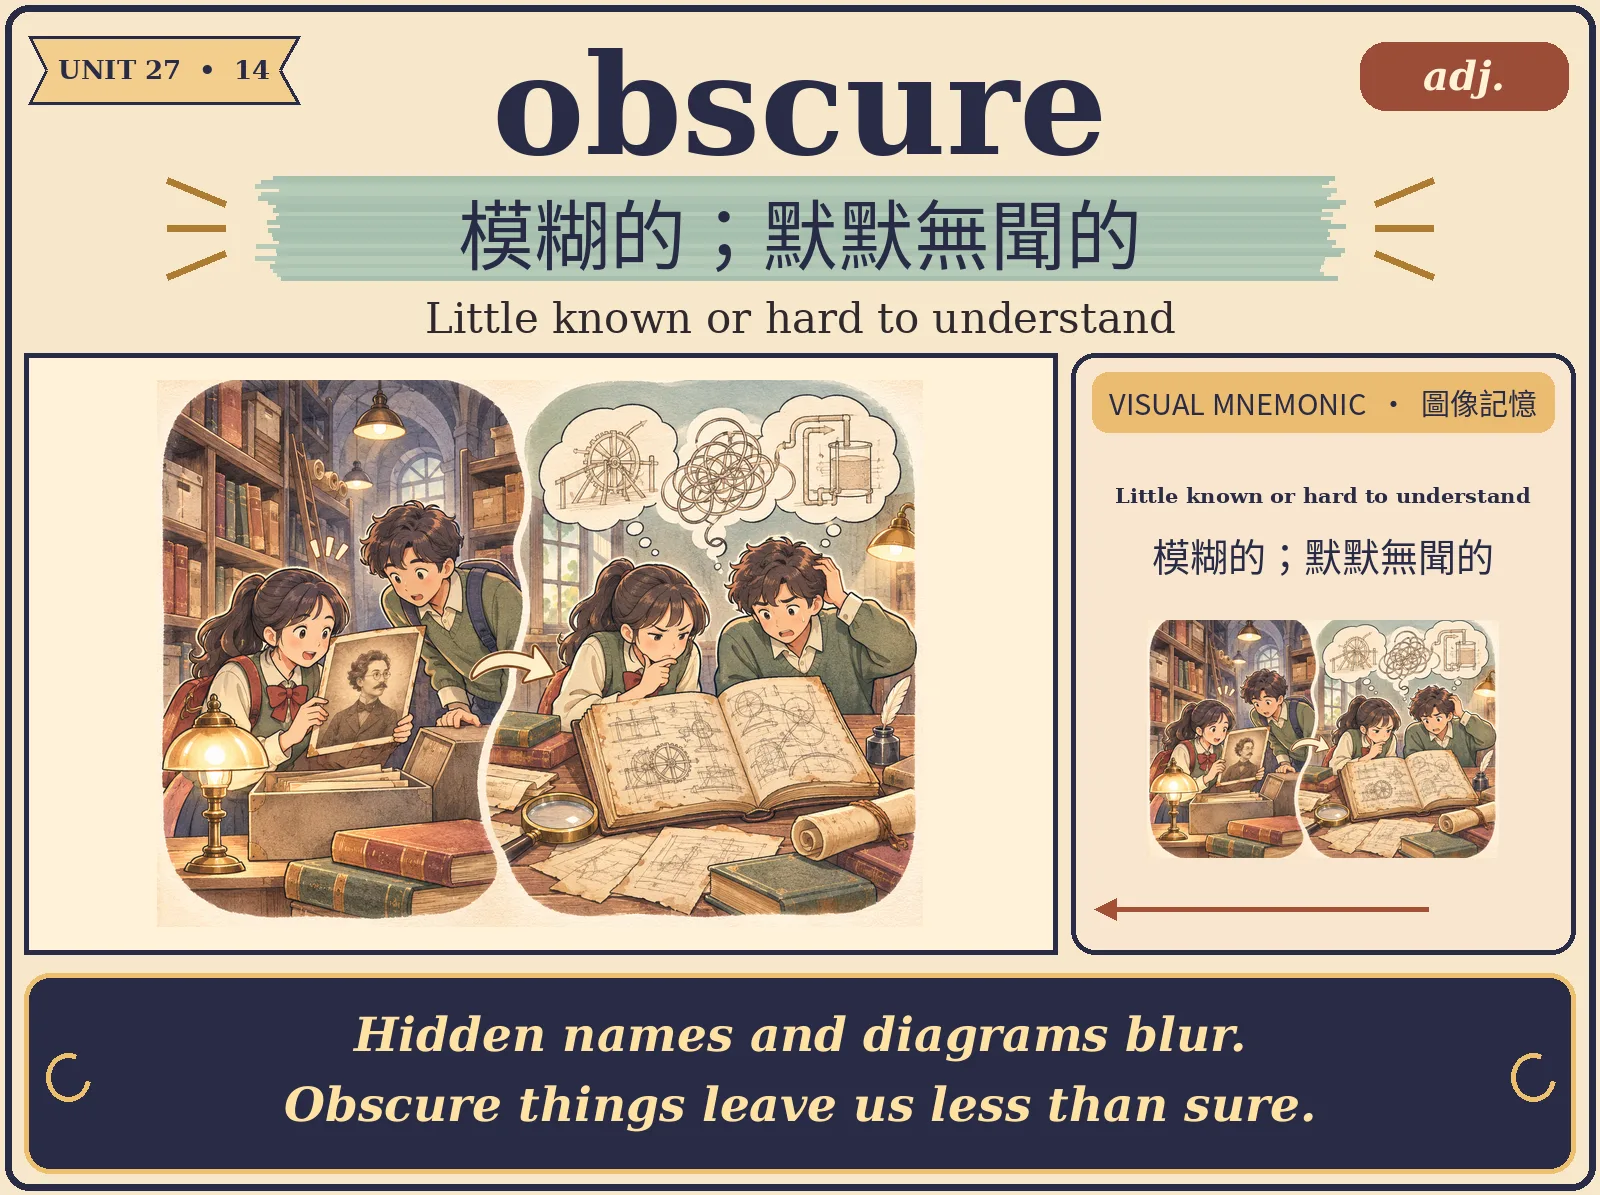 UNIT 27 • 14
obscure
adj.
模糊的；默默無聞的
Little known or hard to understand
VISUAL MNEMONIC · 圖像記憶
Little known or hard to understand
模糊的；默默無聞的
Hidden names and diagrams blur.
Obscure things leave us less than sure.